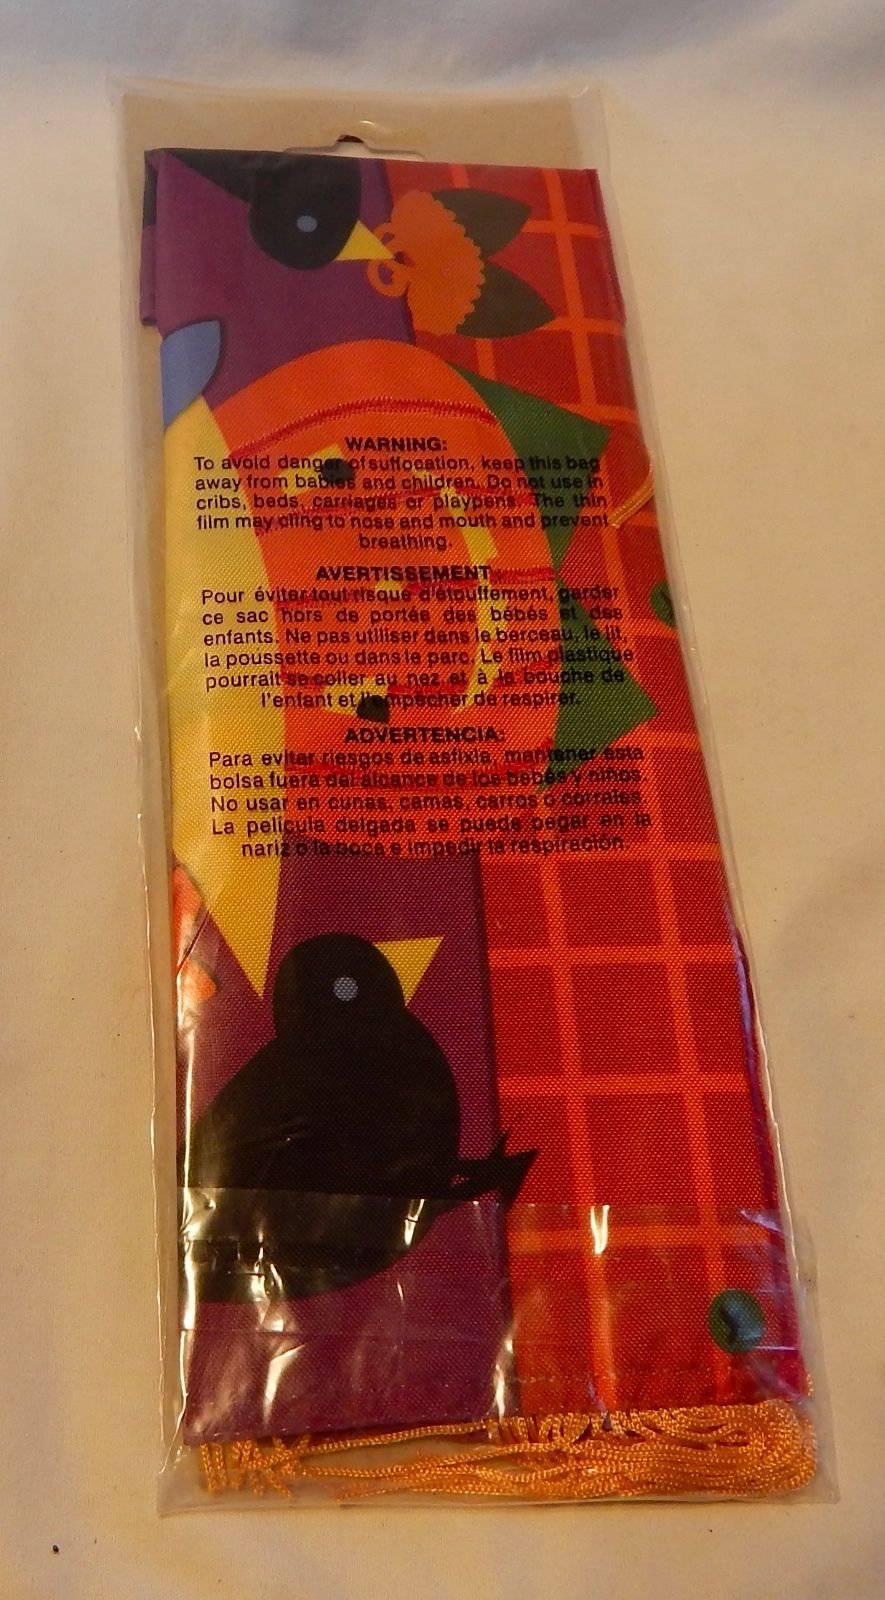 WARNING:
To avoid danger of suffocation, keep this bag
away from babies and children. Do not use in
cribs, beds, carriages or playpens. The thin
film may cling to nose and mouth and prevent
breathing.
AVERTISSEMENT:
Pour éviter tout risque d'étouffement, garder
ce sac hors de portée des bébés et des
enfants. Ne pas utiliser dans le berceau, le lit,
la poussette ou dans le parc. Le film plastique
pourrait se coller au nez et à la bouche de
l'enfant et l'empêcher de respirer.
ADVERTENCIA:
Para evitar riesgos de asfixia, mantener esta
bolsa fuera del alcance de los bebés y niños.
No usar en cunas, camas, carros o corrales.
La película delgada se puede pegar en la
nariz o la boca e impedir la respiración.